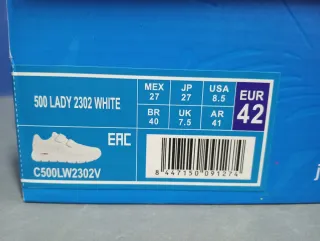 500 LADY 2302 WHITE
MEX 27
JP 27
USA 8.5
BR 40
UK 7.5
AR 41
EUR 42
EAC
C500LW2302V
8 447150 091274
j